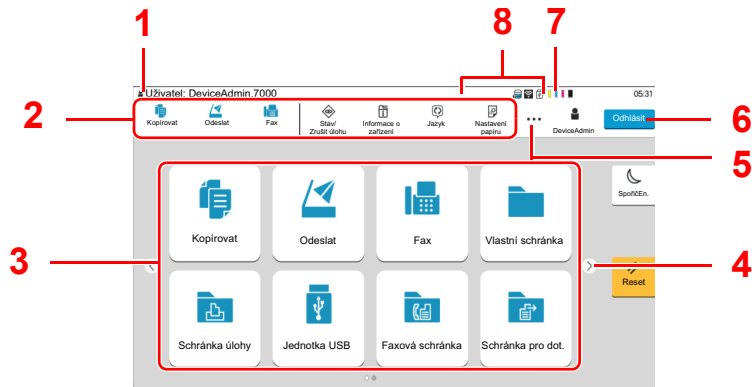 1
8
7
Uživatel: DeviceAdmin.7000
05:31
2
Kopírovat
Odeslat
Fax
Stav/
Zrušit úlohu
Informace o
zařízení
Jazyk
Nastavení
papíru
DeviceAdmin
Odhlásit
6
5
Kopírovat
Odeslat
Fax
Vlastní schránka
SpořičEn.
3
4
Reset
Schránka úlohy
Jednotka USB
Faxová schránka
Schránka pro dot.